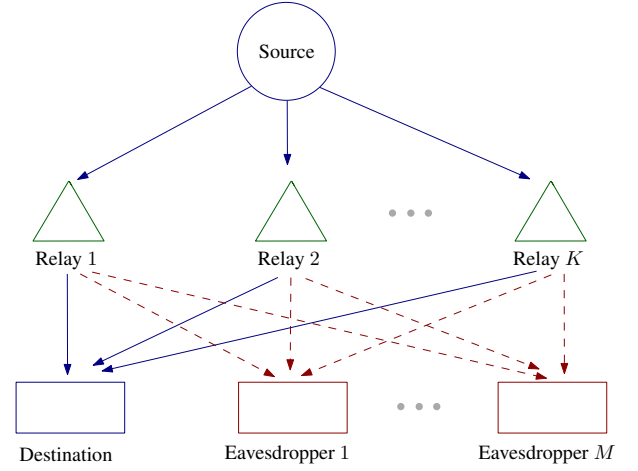 Source
Relay 1
Relay 2
Relay K
Destination
Eavesdropper 1
Eavesdropper M